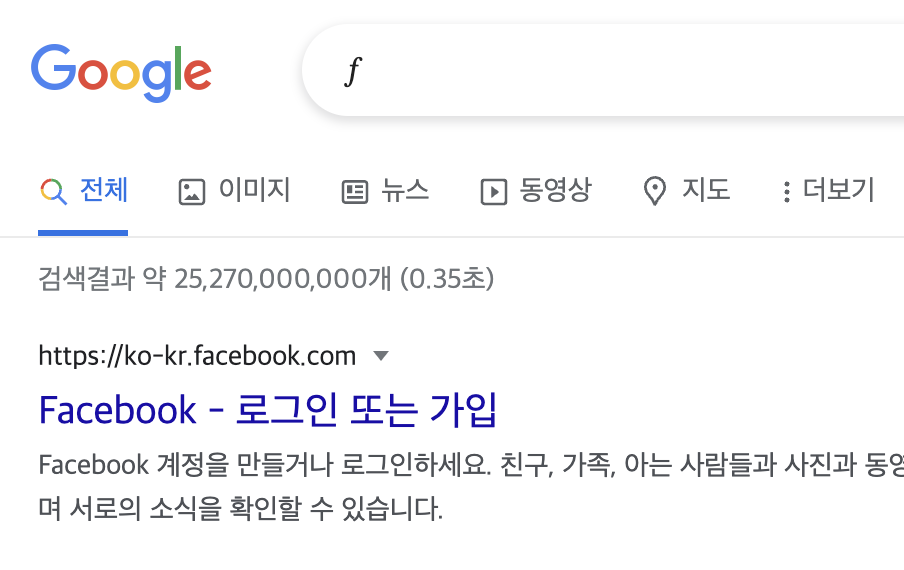 Google
f
전체 이미지 뉴스 동영상 지도 더보기
검색결과 약 25,270,000,000개 (0.35초)
https://ko-kr.facebook.com
Facebook - 로그인 또는 가입
Facebook 계정을 만들거나 로그인하세요. 친구, 가족, 아는 사람들과 사진과 동영
며 서로의 소식을 확인할 수 있습니다.